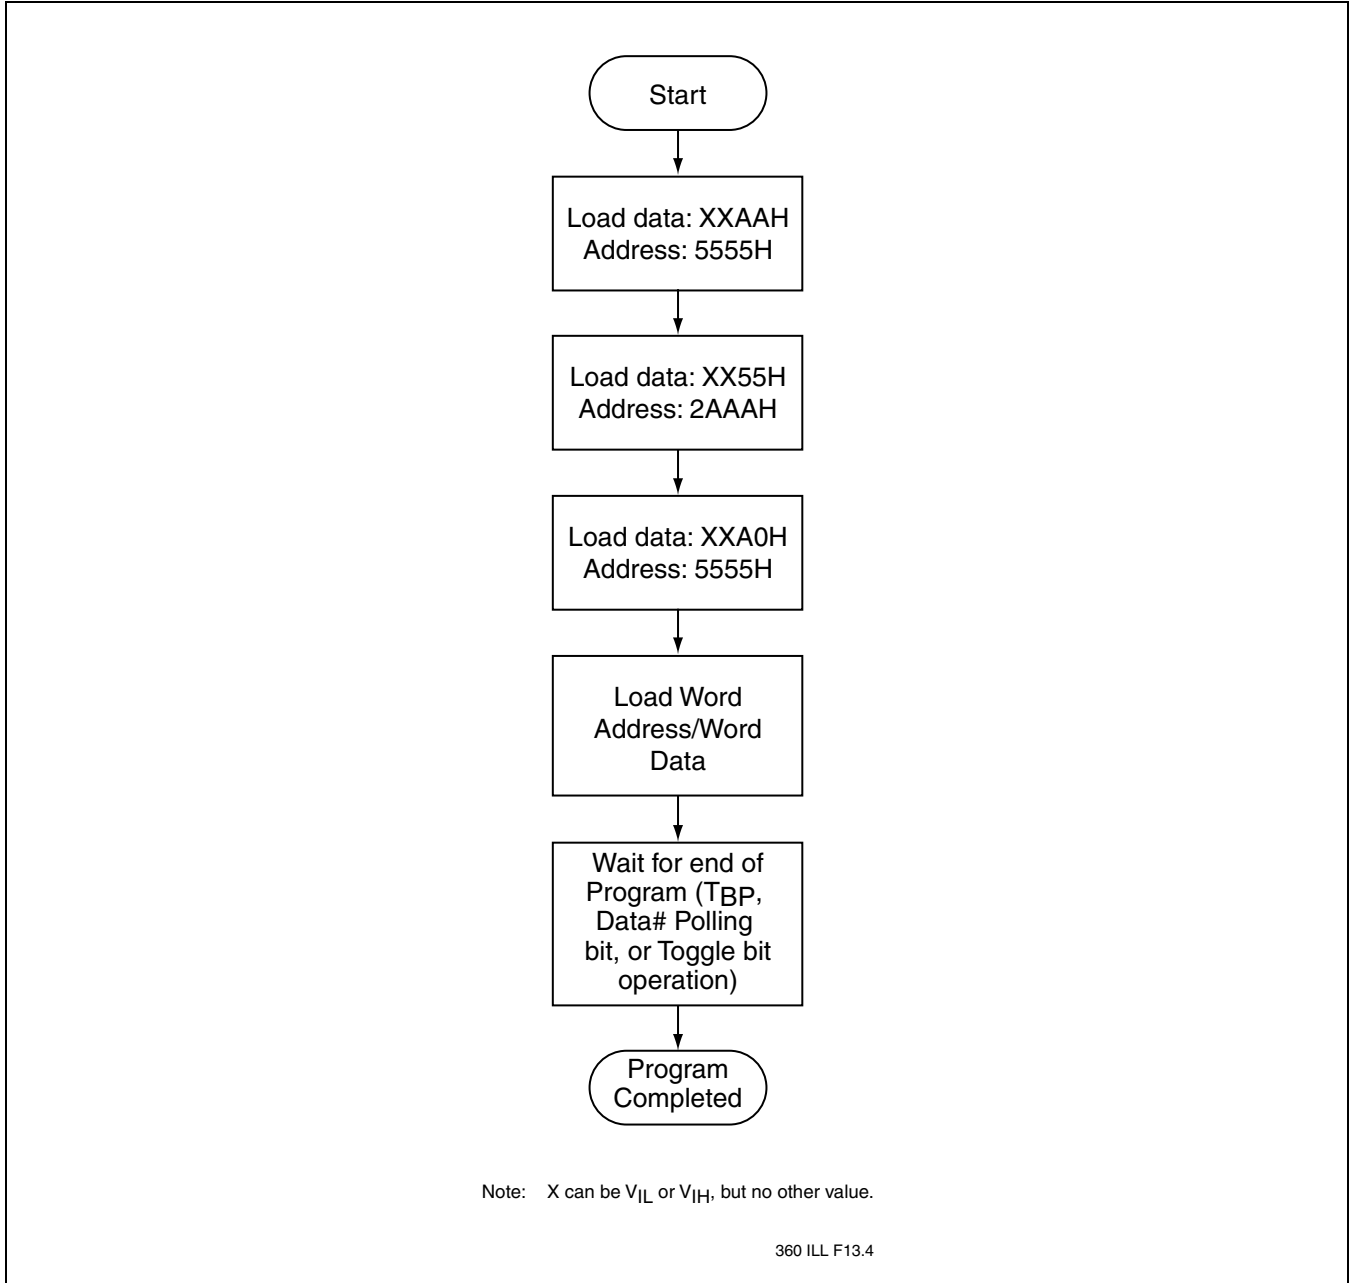 Start
Load data: XXAAH
Address: 5555H
Load data: XX55H
Address: 2AAAH
Load data: XXA0H
Address: 5555H
Load Word
Address/Word
Data
Wait for end of
Program (TBP,
Data# Polling
bit, or Toggle bit
operation)
Program
Completed
Note: X can be VIL or VIH, but no other value.
360 ILL F13.4